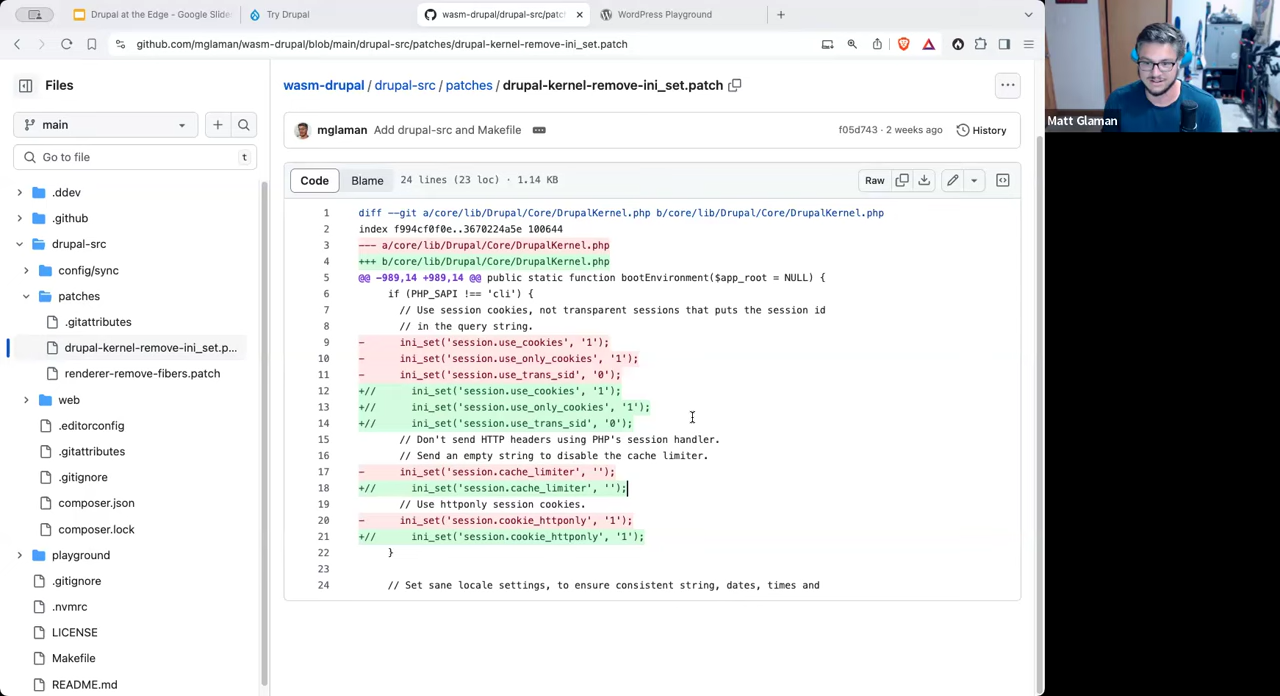 Drupal at the Edge - Google Slide
Try Drupal
wasm-drupal/drupal-src/patc
WordPress Playground
github.com/mglaman/wasm-drupal/blob/main/drupal-src/patches/drupal-kernel-remove-ini_set.patch
Files
wasm-drupal / drupal-src / patches / drupal-kernel-remove-ini_set.patch
main
mglaman Add drupal-src and Makefile
f05d743 · 2 weeks ago
History
Go to file
t
Code
Blame
24 lines (23 loc) · 1.14 KB
Raw
.ddev
.github
drupal-src
config/sync
patches
.gitattributes
drupal-kernel-remove-ini_set.p...
renderer-remove-fibers.patch
web
.editorconfig
.gitattributes
.gitignore
composer.json
composer.lock
playground
.gitignore
.nvmrc
LICENSE
Makefile
README.md
1 diff --git a/core/lib/Drupal/Core/DrupalKernel.php b/core/lib/Drupal/Core/DrupalKernel.php
2 index f994cf0f0e..3670224a5e 100644
3 --- a/core/lib/Drupal/Core/DrupalKernel.php
4 +++ b/core/lib/Drupal/Core/DrupalKernel.php
5 @@ -989,14 +989,14 @@ public static function bootEnvironment($app_root = NULL) {
6 if (PHP_SAPI !== 'cli') {
7 // Use session cookies, not transparent sessions that puts the session id
8 // in the query string.
9 - ini_set('session.use_cookies', '1');
10 - ini_set('session.use_only_cookies', '1');
11 - ini_set('session.use_trans_sid', '0');
12 +// ini_set('session.use_cookies', '1');
13 +// ini_set('session.use_only_cookies', '1');
14 +// ini_set('session.use_trans_sid', '0');
15 // Don't send HTTP headers using PHP's session handler.
16 // Send an empty string to disable the cache limiter.
17 - ini_set('session.cache_limiter', '');
18 +// ini_set('session.cache_limiter', '');
19 // Use httponly session cookies.
20 - ini_set('session.cookie_httponly', '1');
21 +// ini_set('session.cookie_httponly', '1');
22 }
23
24 // Set sane locale settings, to ensure consistent string, dates, times and
Matt Glaman